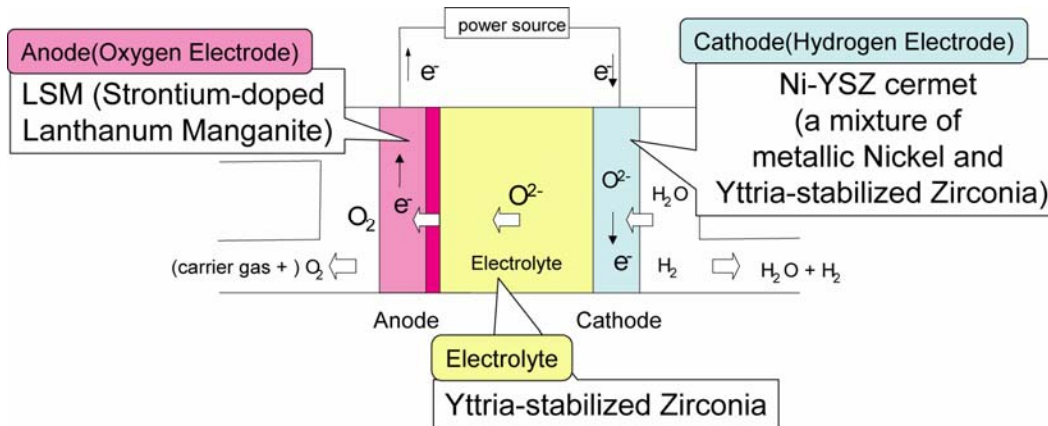 power source
Anode(Oxygen Electrode)
Cathode(Hydrogen Electrode)
e-
e-
LSM (Strontium-doped
Lanthanum Manganite)
Ni-YSZ cermet
(a mixture of
metallic Nickel and
Yttria-stabilized Zirconia)
O2-
O2-
H2O
O2
e-
(carrier gas + ) O2
Electrolyte
e-
H2
H2O + H2
Anode
Cathode
Electrolyte
Yttria-stabilized Zirconia